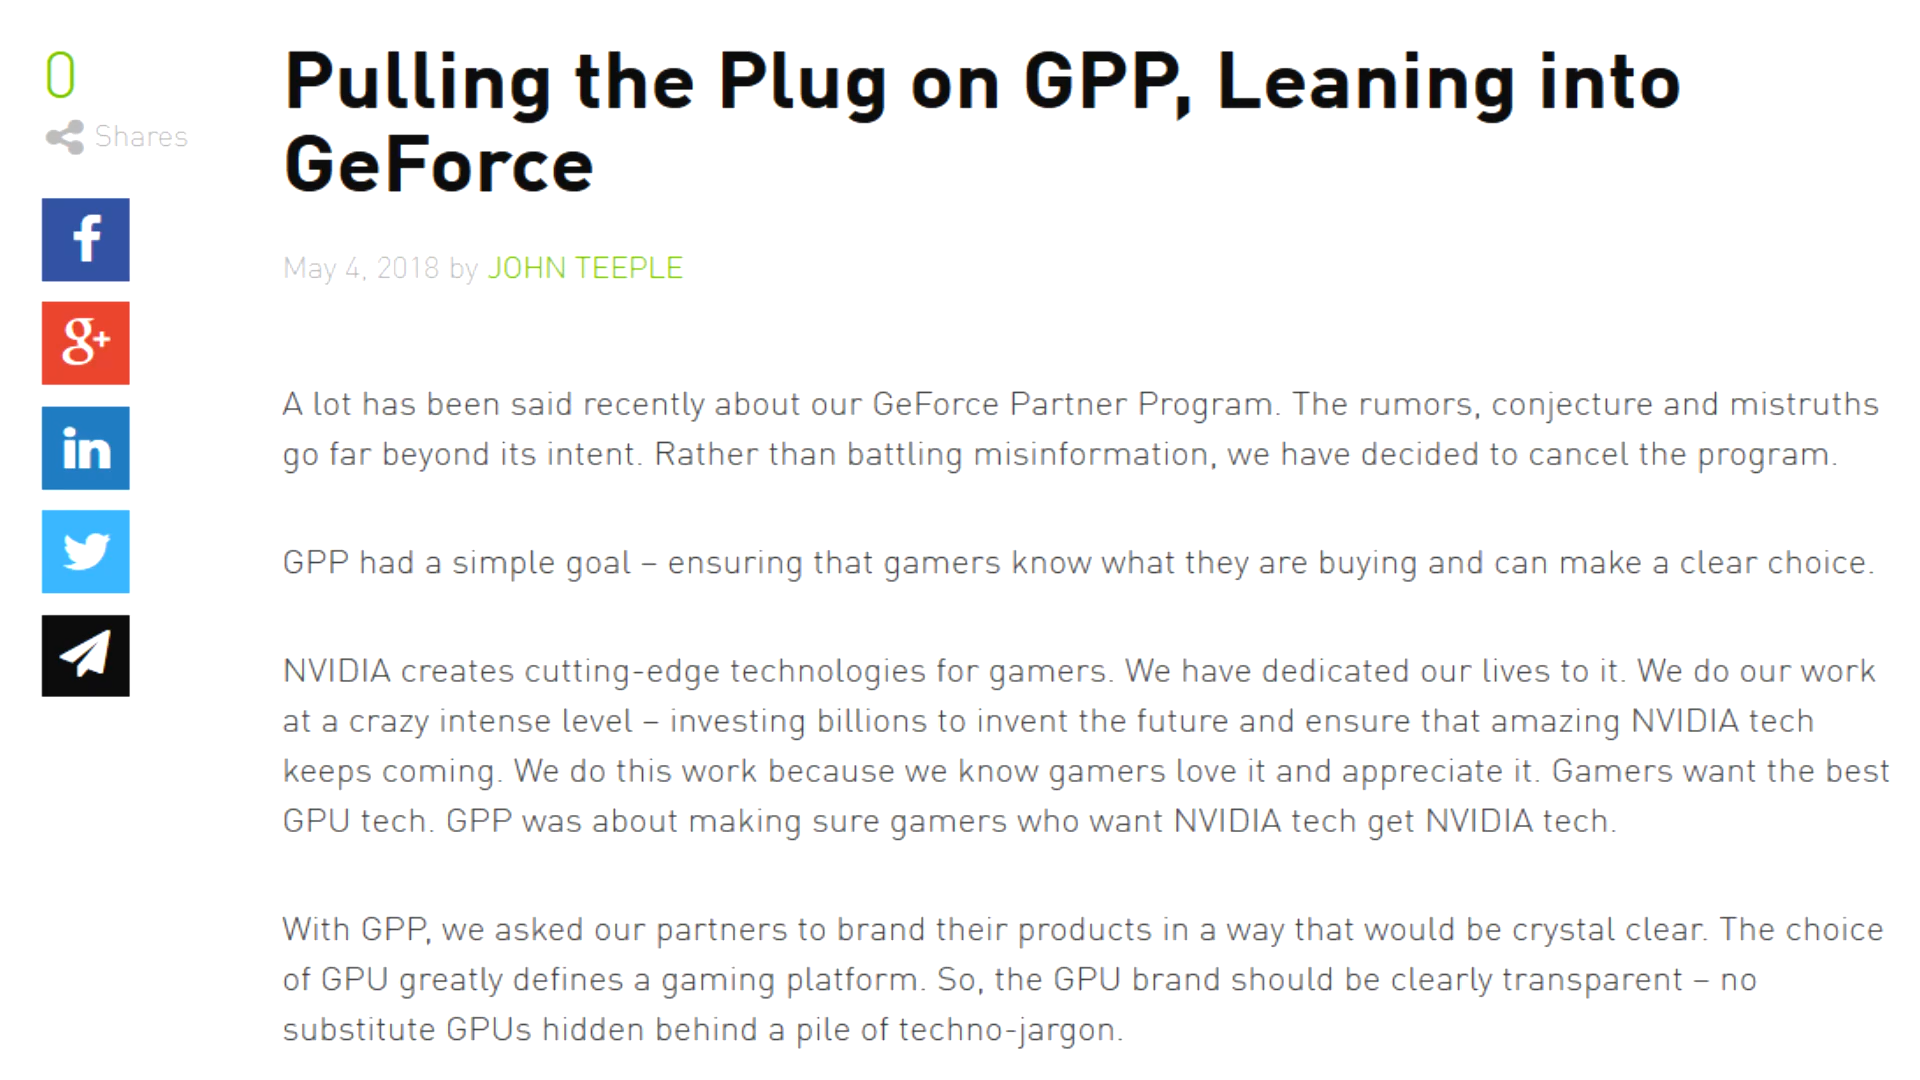 0
Shares
f
g+
in
Pulling the Plug on GPP, Leaning into
GeForce
May 4, 2018 by JOHN TEEPLE
A lot has been said recently about our GeForce Partner Program. The rumors, conjecture and mistruths
go far beyond its intent. Rather than battling misinformation, we have decided to cancel the program.
GPP had a simple goal – ensuring that gamers know what they are buying and can make a clear choice.
NVIDIA creates cutting-edge technologies for gamers. We have dedicated our lives to it. We do our work
at a crazy intense level – investing billions to invent the future and ensure that amazing NVIDIA tech
keeps coming. We do this work because we know gamers love it and appreciate it. Gamers want the best
GPU tech. GPP was about making sure gamers who want NVIDIA tech get NVIDIA tech.
With GPP, we asked our partners to brand their products in a way that would be crystal clear. The choice
of GPU greatly defines a gaming platform. So, the GPU brand should be clearly transparent – no
substitute GPUs hidden behind a pile of techno-jargon.